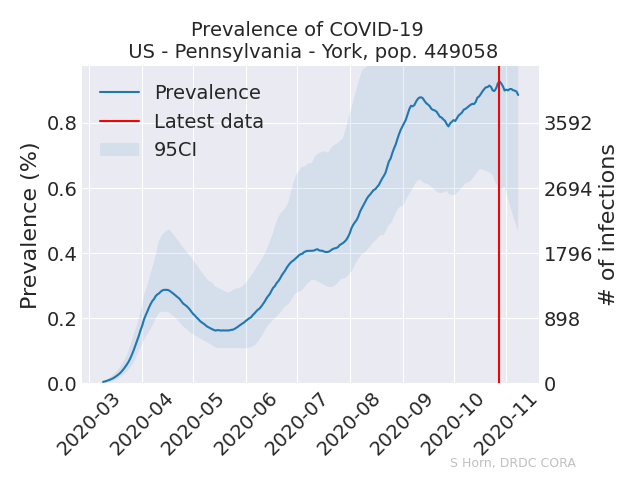 Prevalence of COVID-19
US - Pennsylvania - York, pop. 449058
Prevalence
Latest data
95CI
Prevalence (%)
0.8
0.6
0.4
0.2
0.0
3592
2694
1796
898
0
# of infections
2020-03
2020-04
2020-05
2020-06
2020-07
2020-08
2020-09
2020-10
2020-11
S Horn, DRDC CORA